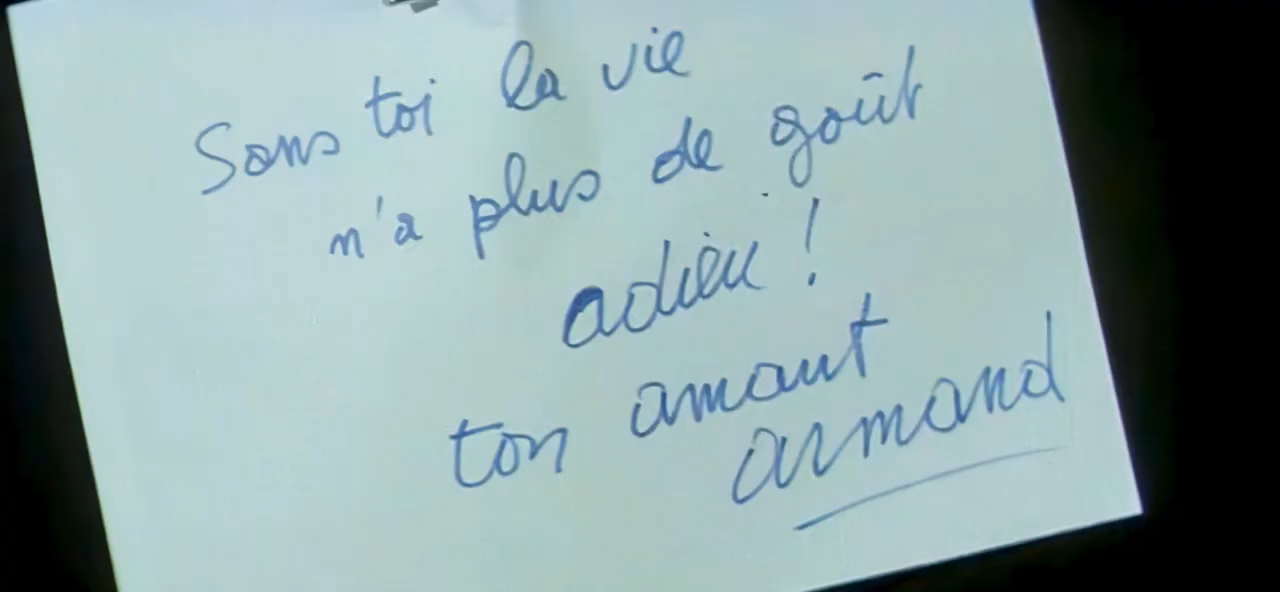 Sans toi la vie
n'a plus de goût
adieu !
ton amant
armand